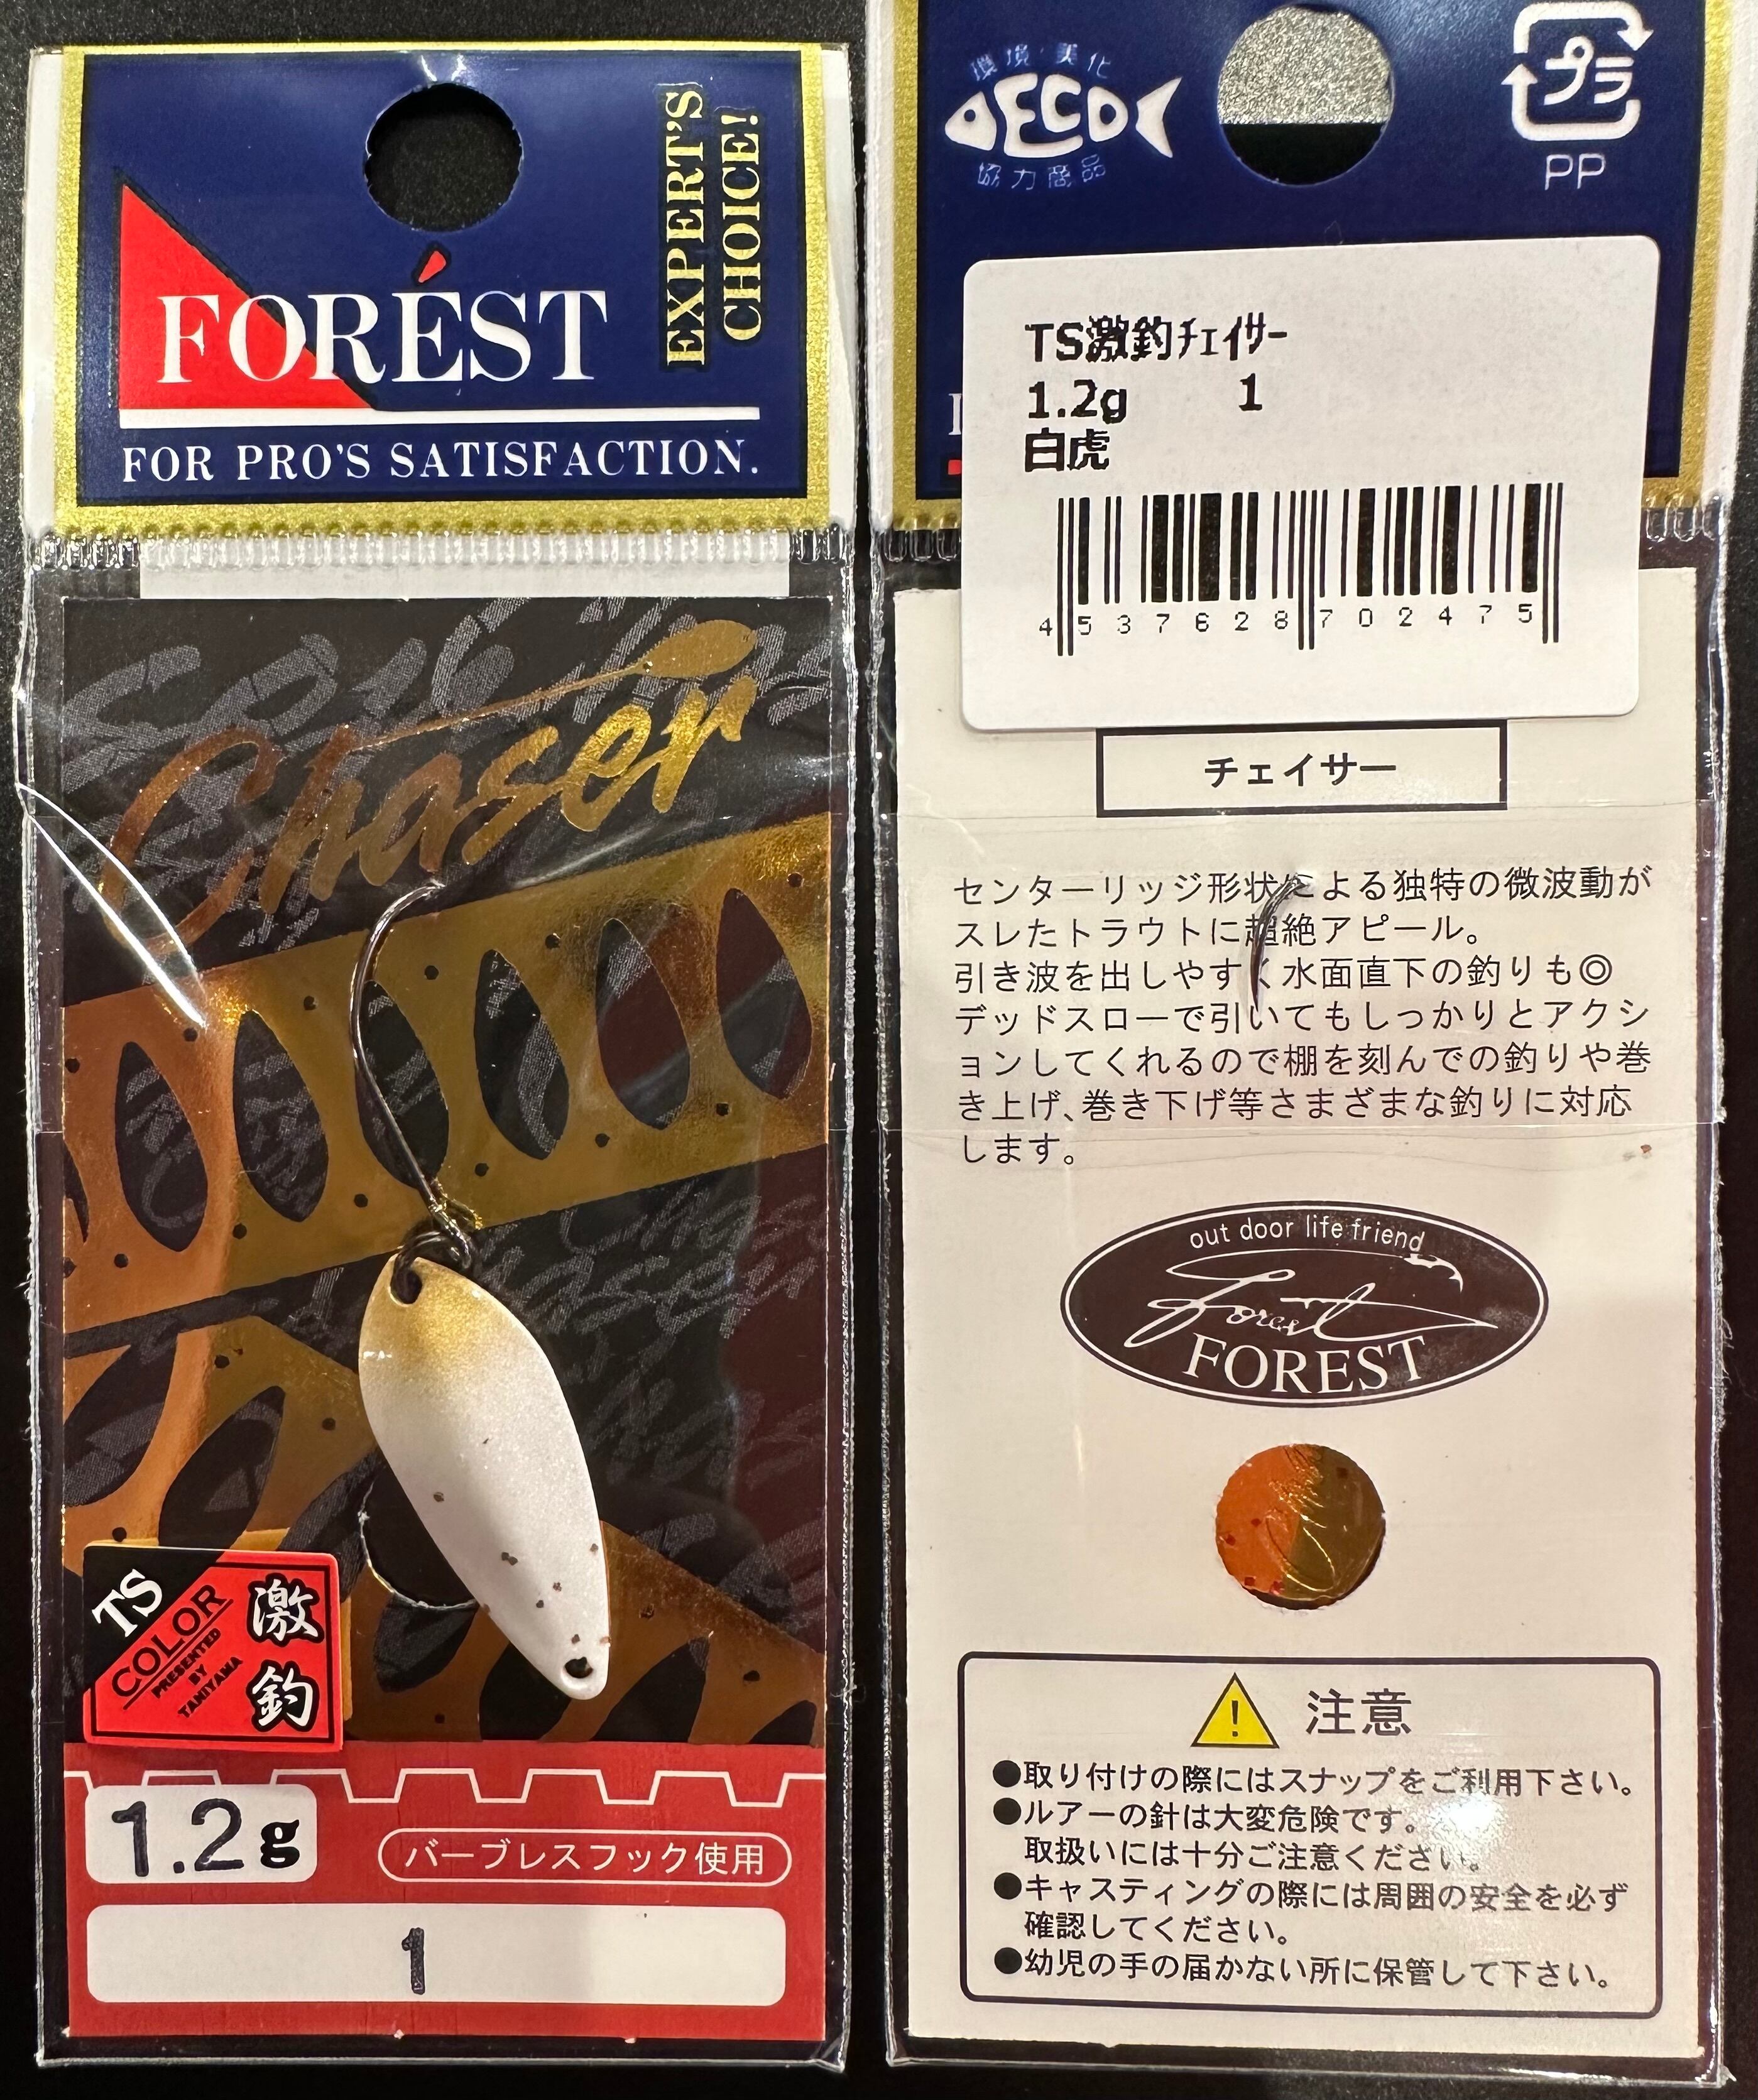 EXPERT'S
CHOICE!
FORÉST
FOR PRO'S SATISFACTION.
Chaser
TS
COLOR
PRESENTED
BY
TAMIYAMA
激釣
1.2g
バーブレスフック使用
1
環境・美化
ECO
協力商品
プラ
PP
TS激釣ﾁｪｲｻｰ
1.2g 1
白虎
4537628702475
チェイサー
センターリッジ形状による独特の微波動が
スレたトラウトに超絶アピール。
引き波を出しやすく水面直下の釣りも◎
デッドスローで引いてもしっかりとアクシ
ョンしてくれるので棚を刻んでの釣りや巻
き上げ、巻き下げ等さまざまな釣りに対応
します。
out door life friend
Forest
FOREST
! 注意
●取り付けの際にはスナップをご利用下さい。
●ルアーの針は大変危険です。
取扱いには十分ご注意ください。
●キャスティングの際には周囲の安全を必ず
確認してください。
●幼児の手の届かない所に保管して下さい。